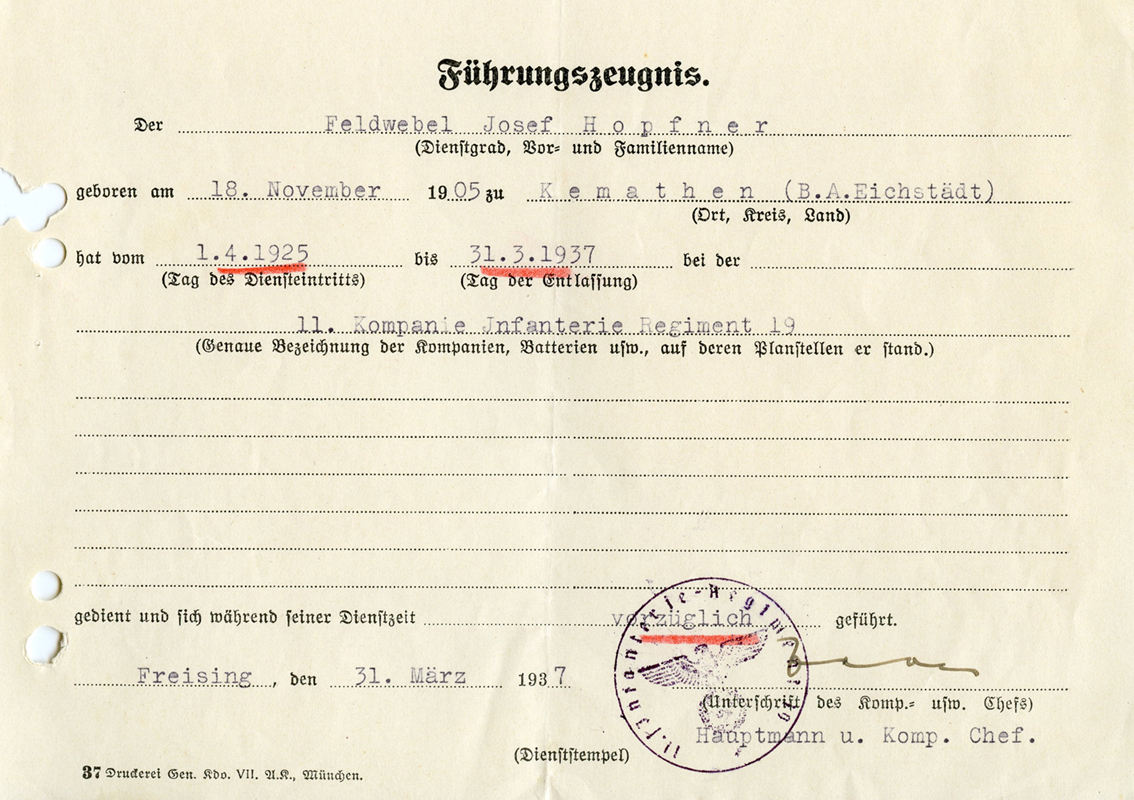 Führungszeugnis.
Der Feldwebel Josef Hopfner
(Dienstgrad, Vor= und Familienname)
geboren am 18. November 1905 zu Kemathen (B.A.Eichstädt)
(Ort, Kreis, Land)
hat vom 1.4.1925 bis 31.3.1937 bei der
(Tag des Diensteintritts) (Tag der Entlassung)
11. Kompanie Jnfanterie Regiment 19
(Genaue Bezeichnung der Kompanien, Batterien usw., auf deren Planstellen er stand.)
gedient und sich während seiner Dienstzeit vorzüglich geführt.
Freising, den 31. März 1937
(Unterschrift des Komp.= usw. Chefs)
Hauptmann u. Komp. Chef.
(Dienststempel)
Infanterie-Regiment
37 Druckerei Gen. Kdo. VII. A.K., München.